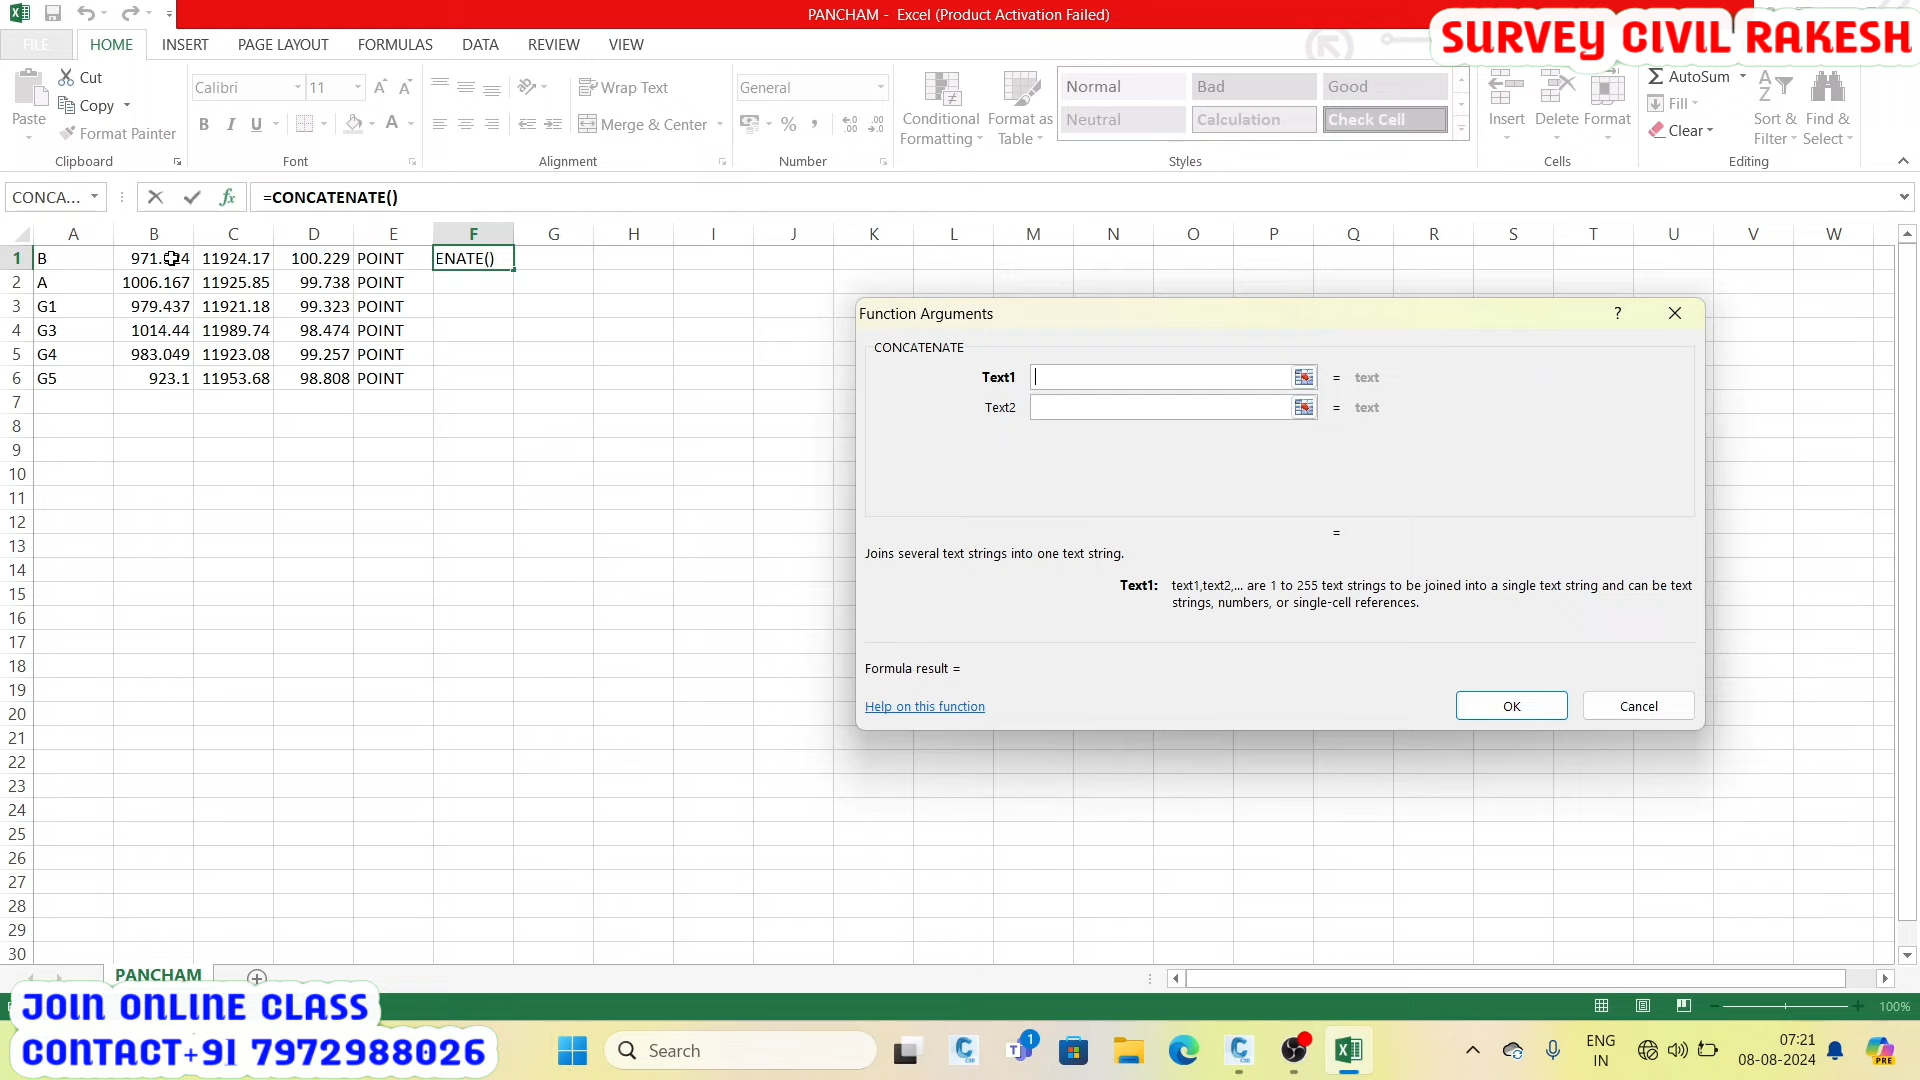 PANCHAM - Excel (Product Activation Failed)
SURVEY CIVIL RAKESH
FILE HOME INSERT PAGE LAYOUT FORMULAS DATA REVIEW VIEW
Paste
Cut
Copy
Format Painter
Clipboard
Calibri 11
B I U
Font
Wrap Text
Merge & Center
Alignment
General
%
Number
Conditional Formatting
Format as Table
Normal Bad Good
Neutral Calculation Check Cell
Styles
Insert Delete Format
Cells
AutoSum
Fill
Clear
Sort & Filter
Find & Select
Editing
CONCA... fx =CONCATENATE()
A B C D E F G H I J K L M N O P Q R S T U V W
1 B 11924.17 100.229 POINT ENATE()
2 A 1006.167 11925.85 99.738 POINT
3 G1 979.437 11921.18 99.323 POINT
4 G3 1014.44 11989.74 98.474 POINT
5 G4 983.049 11923.08 99.257 POINT
6 G5 923.1 11953.68 98.808 POINT
7
8
9
10
11
12
13
14
15
16
17
18
19
20
21
22
23
24
25
26
27
28
29
30
Function Arguments ?
CONCATENATE
Text1 = text
Text2 = text
=
Joins several text strings into one text string.
Text1: text1,text2,... are 1 to 255 text strings to be joined into a single text string and can be text
strings, numbers, or single-cell references.
Formula result =
Help on this function
OK Cancel
PANCHAM
100%
JOIN ONLINE CLASS
CONTACT+91 7972988026
Search
1
ENG
IN
07:21
08-08-2024
PRE